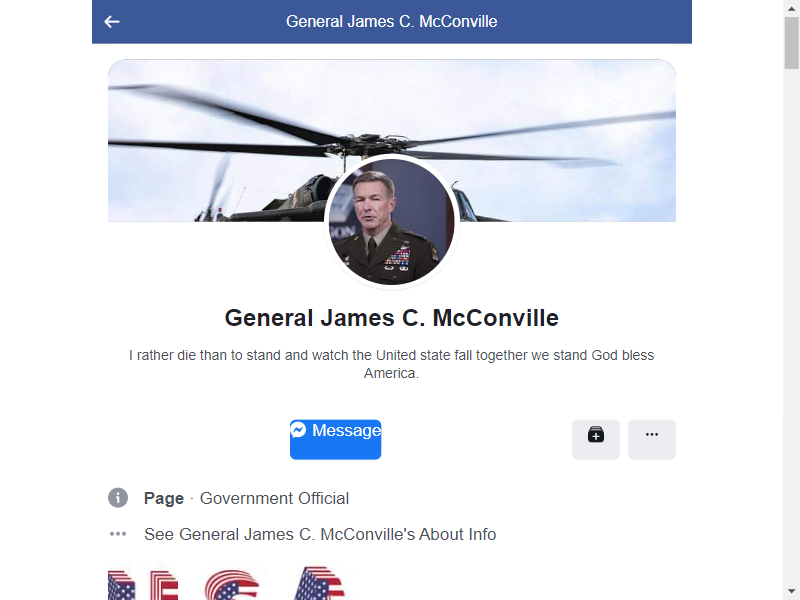 General James C. McConville
General James C. McConville
I rather die than to stand and watch the United state fall together we stand God bless
America.
Message
Page · Government Official
See General James C. McConville's About Info